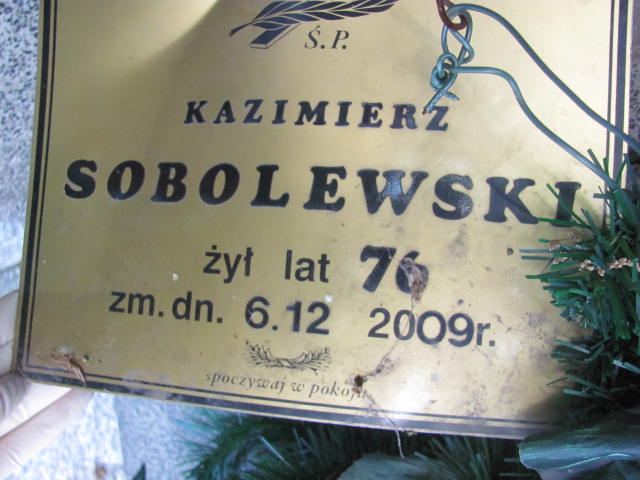 Ś.P.
KAZIMIERZ
SOBOLEWSKI
żył lat 76
zm. dn. 6.12 2009r.
spoczywaj w pokoju